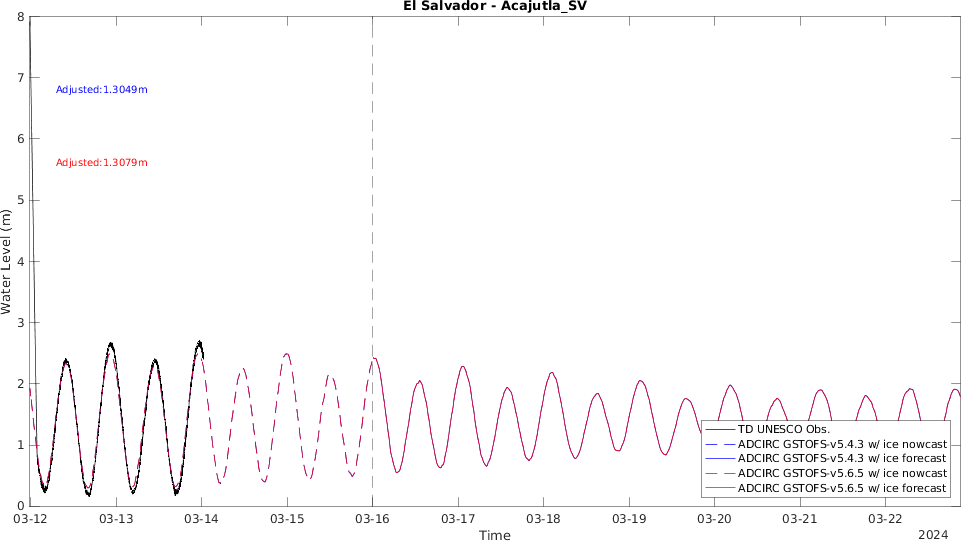 El Salvador - Acajutla_SV
8
7
6
5
4
3
2
1
0
Water Level (m)
Adjusted:1.3049m
Adjusted:1.3079m
TD UNESCO Obs.
ADCIRC GSTOFS-v5.4.3 w/ ice nowcast
ADCIRC GSTOFS-v5.4.3 w/ ice forecast
ADCIRC GSTOFS-v5.6.5 w/ ice nowcast
ADCIRC GSTOFS-v5.6.5 w/ ice forecast
03-12 03-13 03-14 03-15 03-16 03-17 03-18 03-19 03-20 03-21 03-22
Time
2024